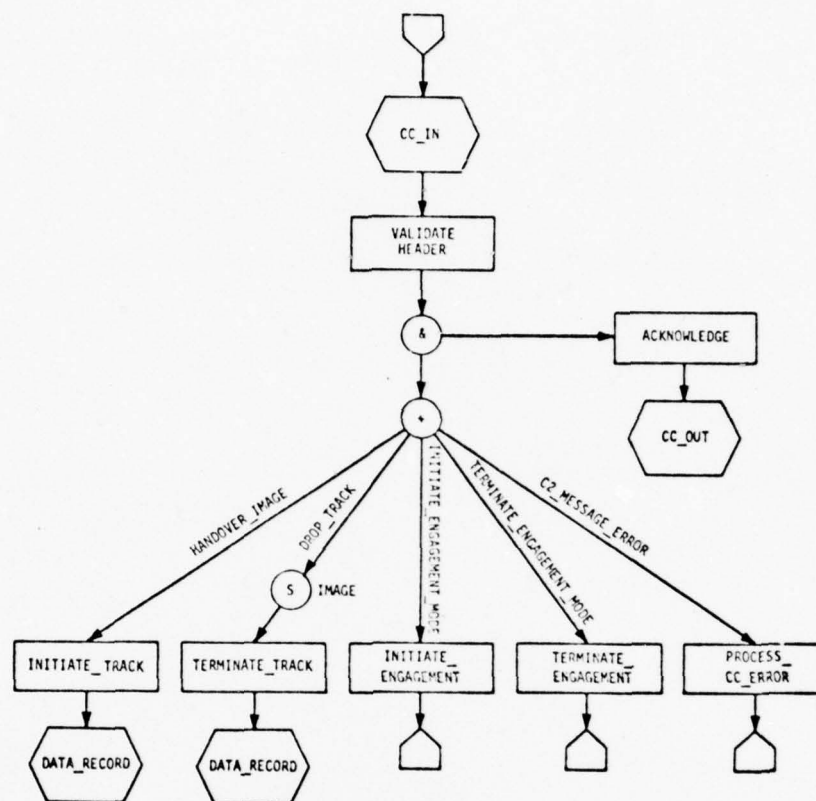 CC_IN
VALIDATE
HEADER
&
ACKNOWLEDGE
+
CC_OUT
HANDOVER_IMAGE
DROP_TRACK
INITIATE_ENGAGEMENT_MODE
TERMINATE_ENGAGEMENT_MODE
C2_MESSAGE_ERROR
S IMAGE
INITIATE_TRACK
TERMINATE_TRACK
INITIATE_
ENGAGEMENT
TERMINATE_
ENGAGEMENT
PROCESS_
CC_ERROR
DATA_RECORD
DATA_RECORD